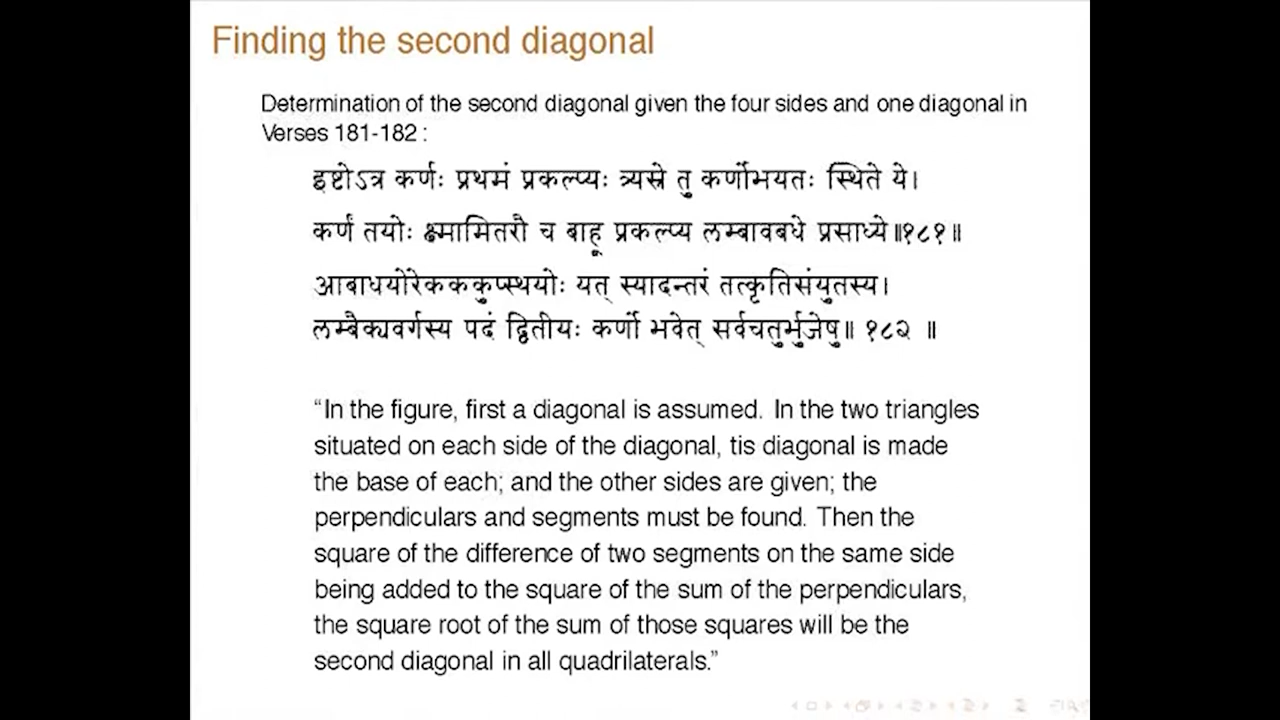 Finding the second diagonal
Determination of the second diagonal given the four sides and one diagonal in
Verses 181-182 :
इष्टोऽत्र कर्णः प्रथमं प्रकल्प्यः त्र्यस्रे तु कर्णोभयतः स्थिते ये।
कर्णं तयोः क्ष्मामितरौ च बाहू प्रकल्प्य लम्बावबधे प्रसाध्ये॥१८१॥
आबाधयोरेकककुप्स्थयोः यत् स्यादन्तरं तत्कृतिसंयुतस्य।
लम्बैक्यवर्गस्य पदं द्वितीयः कर्णो भवेत् सर्वचतुर्भुजेषु॥ १८२ ॥
“In the figure, first a diagonal is assumed. In the two triangles
situated on each side of the diagonal, tis diagonal is made
the base of each; and the other sides are given; the
perpendiculars and segments must be found. Then the
square of the difference of two segments on the same side
being added to the square of the sum of the perpendiculars,
the square root of the sum of those squares will be the
second diagonal in all quadrilaterals.”